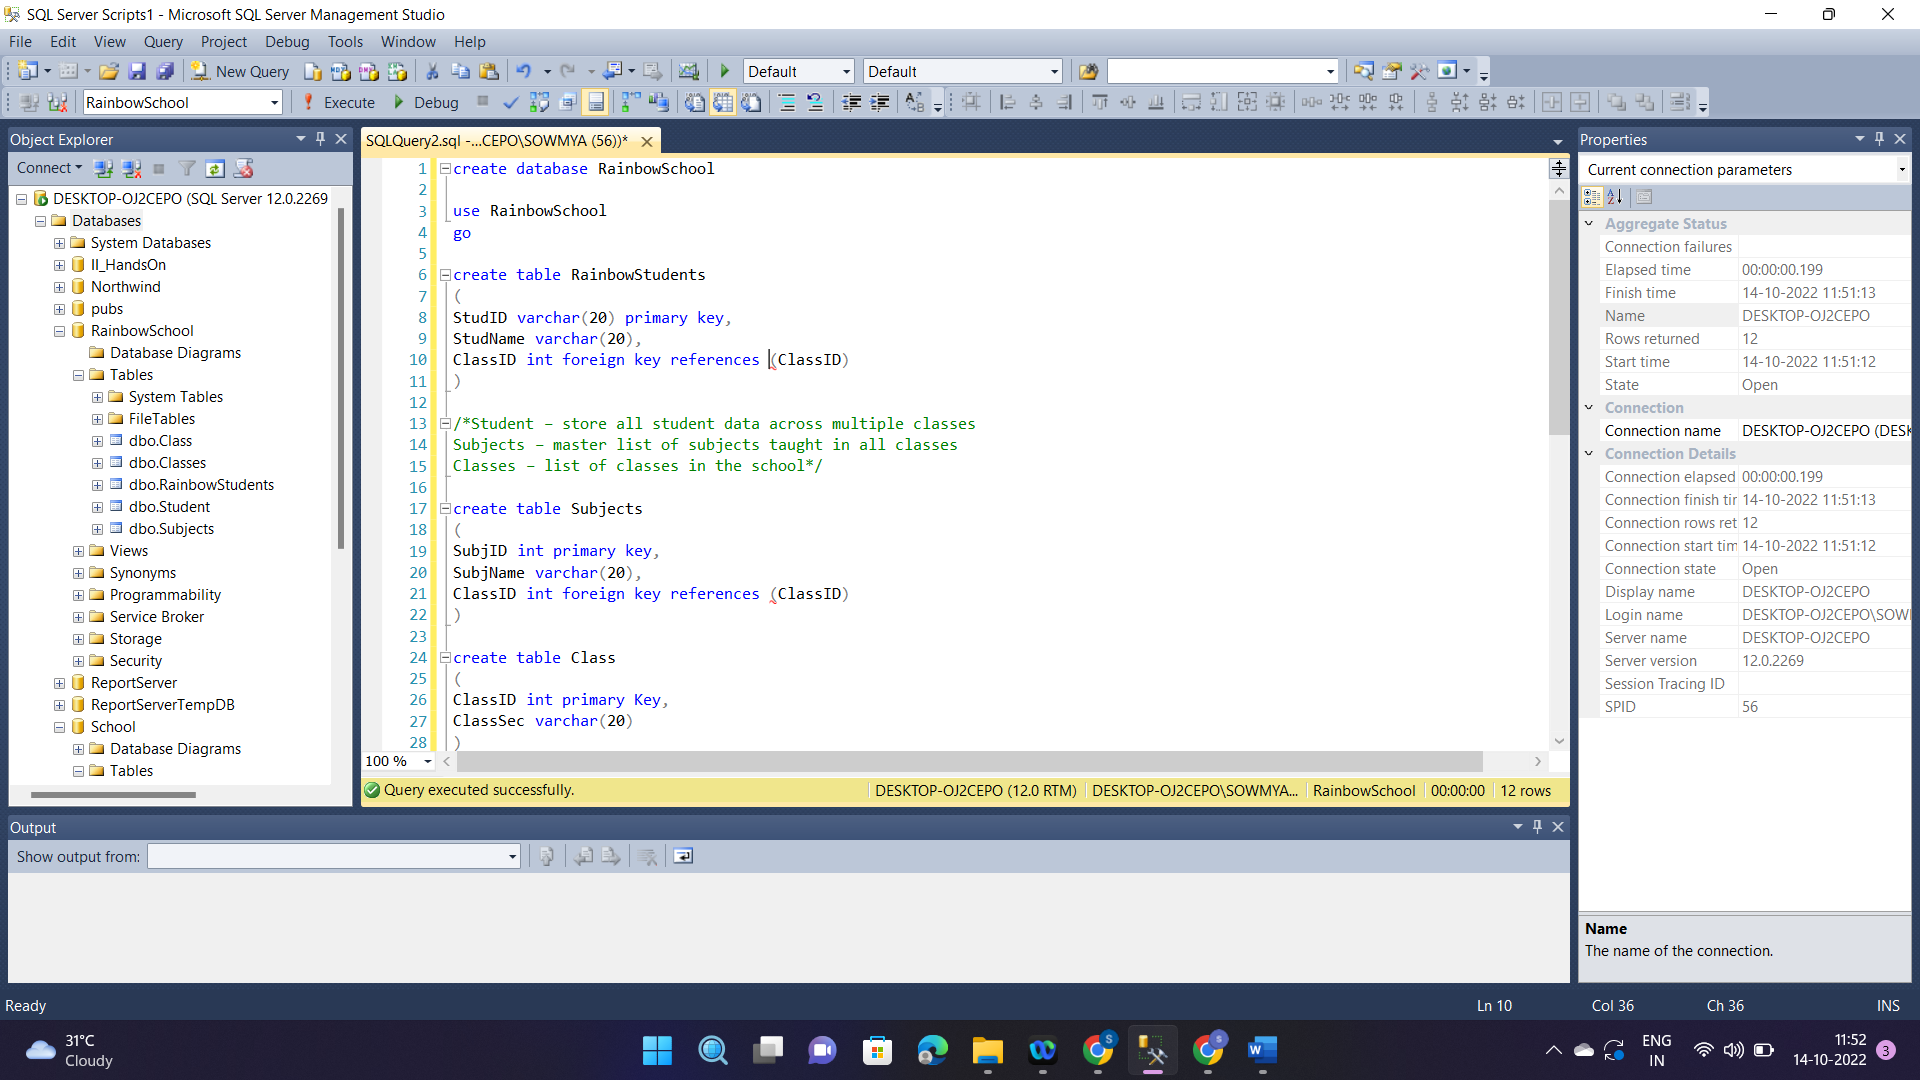 SQL Server Scripts1 - Microsoft SQL Server Management Studio
File Edit View Query Project Debug Tools Window Help
New Query Default Default
RainbowSchool Execute Debug
Object Explorer
Connect
DESKTOP-OJ2CEPO (SQL Server 12.0.2269
Databases
System Databases
II_HandsOn
Northwind
pubs
RainbowSchool
Database Diagrams
Tables
System Tables
FileTables
dbo.Class
dbo.Classes
dbo.RainbowStudents
dbo.Student
dbo.Subjects
Views
Synonyms
Programmability
Service Broker
Storage
Security
ReportServer
ReportServerTempDB
School
Database Diagrams
Tables
SQLQuery2.sql -...CEPO\SOWMYA (56))*
1 create database RainbowSchool
2
3 use RainbowSchool
4 go
5
6 create table RainbowStudents
7 (
8 StudID varchar(20) primary key,
9 StudName varchar(20),
10 ClassID int foreign key references (ClassID)
11 )
12
13 /*Student – store all student data across multiple classes
14 Subjects – master list of subjects taught in all classes
15 Classes – list of classes in the school*/
16
17 create table Subjects
18 (
19 SubjID int primary key,
20 SubjName varchar(20),
21 ClassID int foreign key references (ClassID)
22 )
23
24 create table Class
25 (
26 ClassID int primary Key,
27 ClassSec varchar(20)
28 )
100 %
Query executed successfully. DESKTOP-OJ2CEPO (12.0 RTM) DESKTOP-OJ2CEPO\SOWMYA... RainbowSchool 00:00:00 12 rows
Properties
Current connection parameters
Aggregate Status
Connection failures
Elapsed time 00:00:00.199
Finish time 14-10-2022 11:51:13
Name DESKTOP-OJ2CEPO
Rows returned 12
Start time 14-10-2022 11:51:12
State Open
Connection
Connection name DESKTOP-OJ2CEPO (DESK
Connection Details
Connection elapsed 00:00:00.199
Connection finish tir 14-10-2022 11:51:13
Connection rows ret 12
Connection start tim 14-10-2022 11:51:12
Connection state Open
Display name DESKTOP-OJ2CEPO
Login name DESKTOP-OJ2CEPO\SOWI
Server name DESKTOP-OJ2CEPO
Server version 12.0.2269
Session Tracing ID
SPID 56
Name
The name of the connection.
Output
Show output from:
Ready Ln 10 Col 36 Ch 36 INS
31°C
Cloudy
ENG
IN
11:52
14-10-2022
3